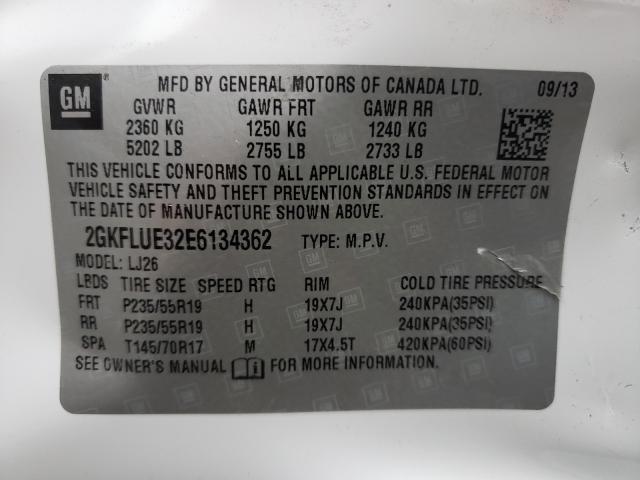 GM
MFD BY GENERAL MOTORS OF CANADA LTD. 09/13
GVWR GAWR FRT GAWR RR
2360 KG 1250 KG 1240 KG
5202 LB 2755 LB 2733 LB
THIS VEHICLE CONFORMS TO ALL APPLICABLE U.S. FEDERAL MOTOR
VEHICLE SAFETY AND THEFT PREVENTION STANDARDS IN EFFECT ON
THE DATE OF MANUFACTURE SHOWN ABOVE.
2GKFLUE32E6134362 TYPE: M.P.V.
MODEL: LJ26
LBDS TIRE SIZE SPEED RTG RIM COLD TIRE PRESSURE
FRT P235/55R19 H 19X7J 240KPA(35PSI)
RR P235/55R19 H 19X7J 240KPA(35PSI)
SPA T145/70R17 M 17X4.5T 420KPA(60PSI)
SEE OWNER'S MANUAL FOR MORE INFORMATION.